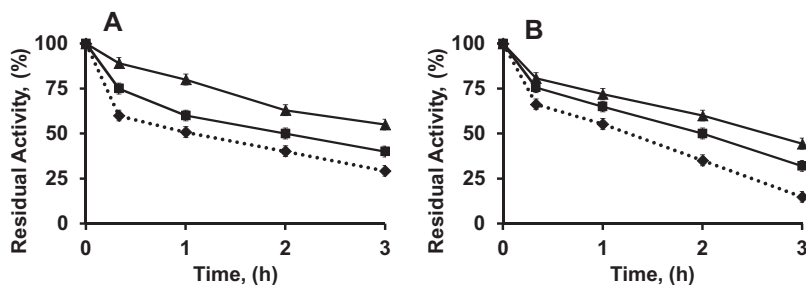 A
100
75
50
25
0
Residual Activity, (%)
0 1 2 3
Time, (h)
B
100
75
50
25
0
Residual Activity, (%)
0 1 2 3
Time, (h)